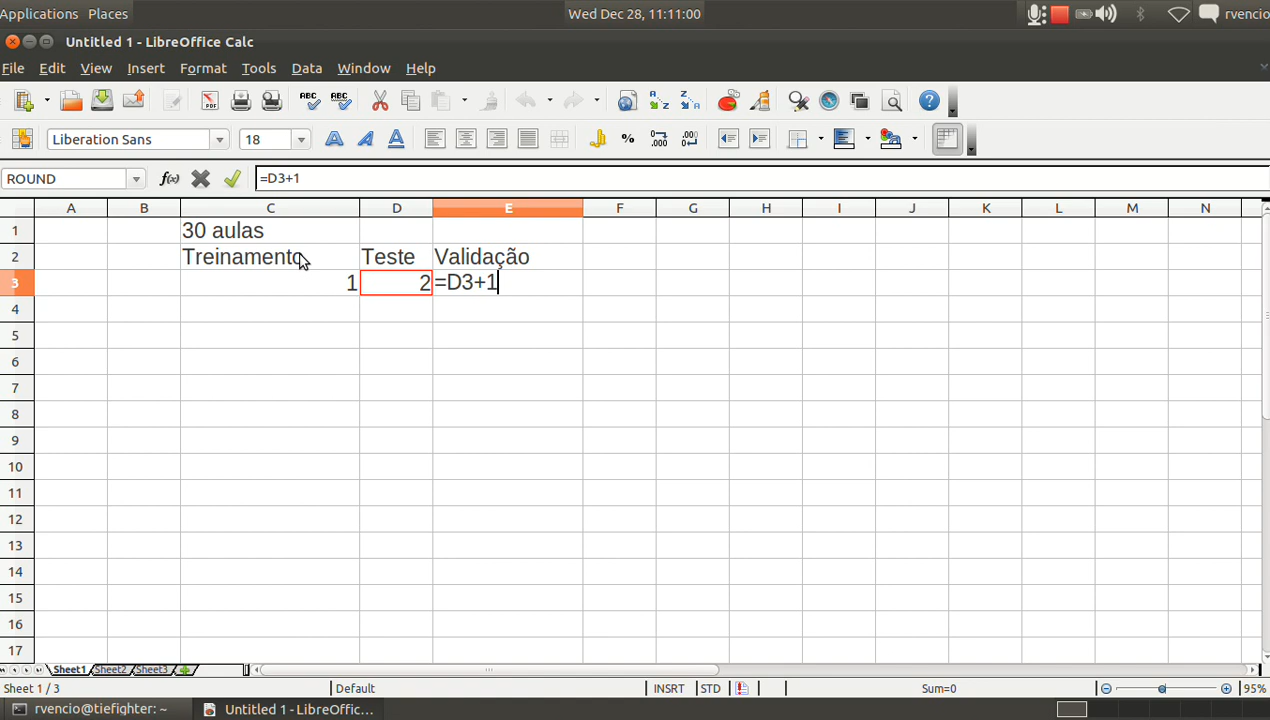 Applications Places Wed Dec 28, 11:11:00 rvencio
Untitled 1 - LibreOffice Calc
File Edit View Insert Format Tools Data Window Help
Liberation Sans 18
ROUND =D3+1
A B C D E F G H I J K L M N
1 30 aulas
2 Treinamento Teste Validação
3 1 2 =D3+1
4
5
6
7
8
9
10
11
12
13
14
15
16
17
Sheet1 Sheet2 Sheet3
Sheet 1 / 3 Default INSRT STD Sum=0 95%
rvencio@tiefighter: ~ Untitled 1 - LibreOffic...